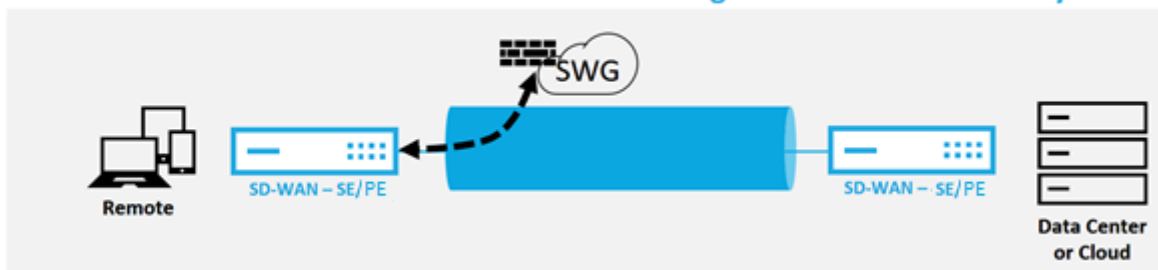 SWG
SD-WAN – SE/PE
SD-WAN – SE/PE
Remote
Data Center
or Cloud